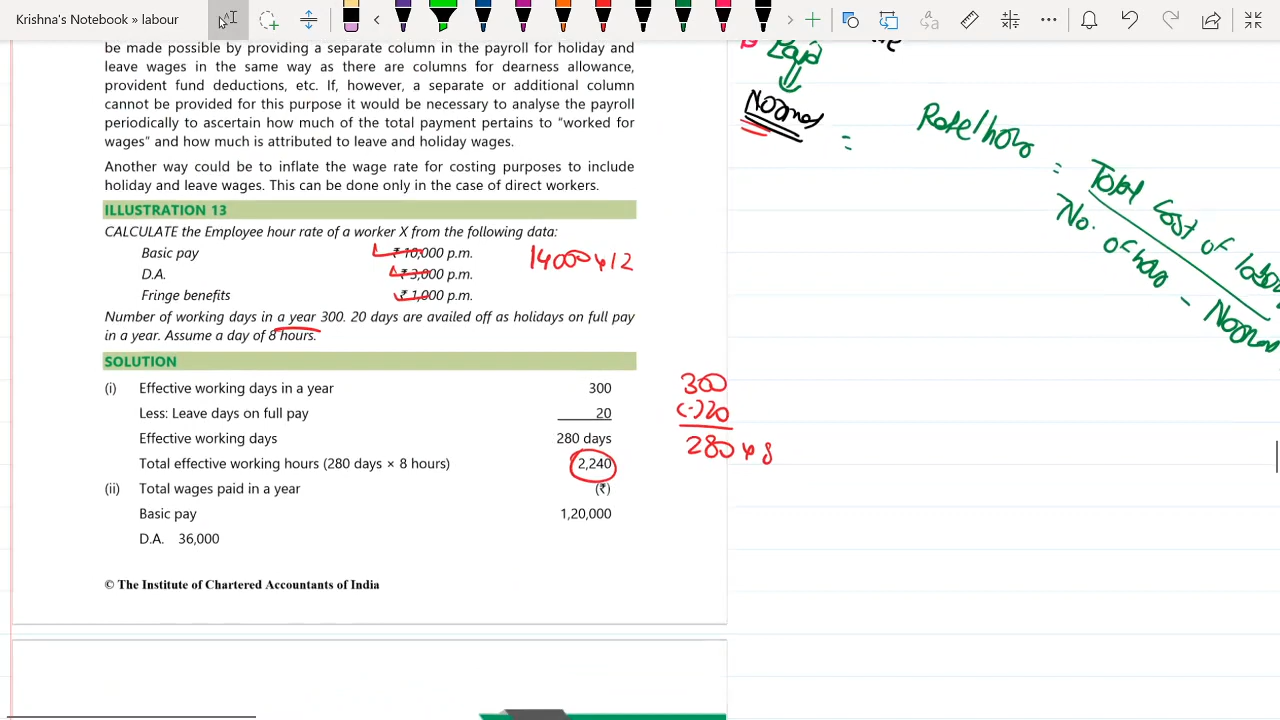 Krishna's Notebook » labour
be made possible by providing a separate column in the payroll for holiday and
leave wages in the same way as there are columns for dearness allowance,
provident fund deductions, etc. If, however, a separate or additional column
cannot be provided for this purpose it would be necessary to analyse the payroll
periodically to ascertain how much of the total payment pertains to “worked for
wages” and how much is attributed to leave and holiday wages.
Another way could be to inflate the wage rate for costing purposes to include
holiday and leave wages. This can be done only in the case of direct workers.
ILLUSTRATION 13
CALCULATE the Employee hour rate of a worker X from the following data:
Basic pay ₹ 10,000 p.m.
14000 × 12
D.A. ₹ 3,000 p.m.
Fringe benefits ₹ 1,000 p.m.
Number of working days in a year 300. 20 days are availed off as holidays on full pay
in a year. Assume a day of 8 hours.
SOLUTION
(i) Effective working days in a year 300
Less: Leave days on full pay 20
Effective working days 280 days
Total effective working hours (280 days × 8 hours) 2,240
(ii) Total wages paid in a year (₹)
Basic pay 1,20,000
D.A. 36,000
© The Institute of Chartered Accountants of India
300
(-) 20
280 × 8
Normal
=
Rate/hour
= Total cost of labour
No. of hours - Normal